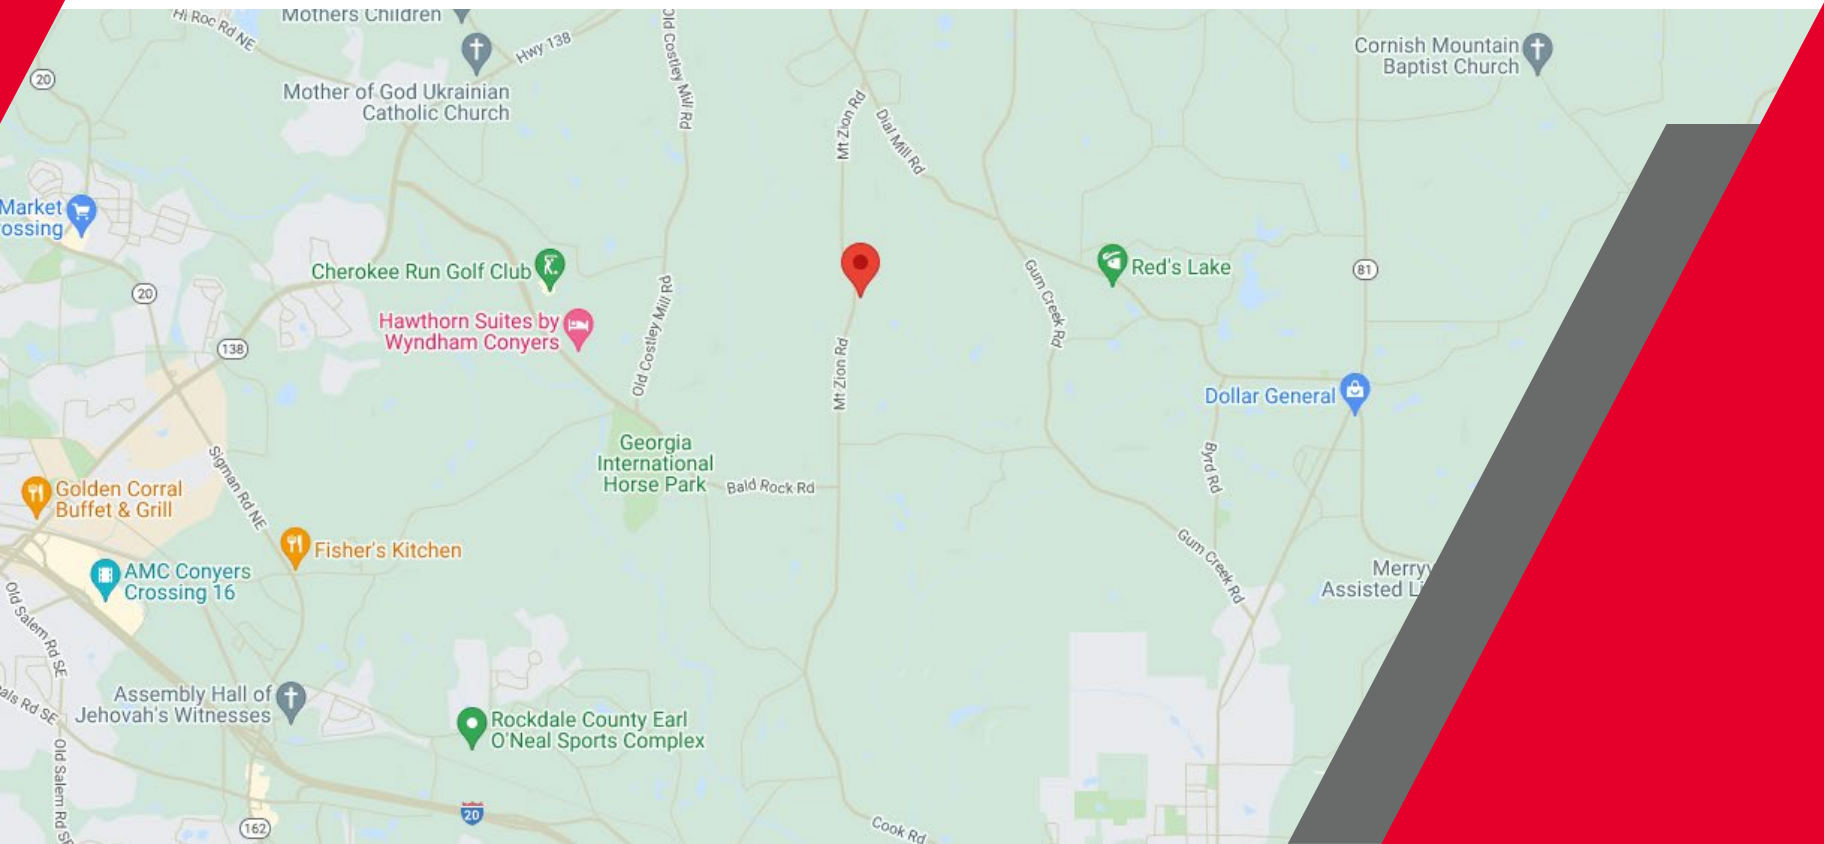 Mothers Children
Hi Roc Rd NE
Hwy 138
Old Costley Mill Rd
Cornish Mountain
Baptist Church
20
Mother of God Ukrainian
Catholic Church
Mt Zion Rd
Dial Mill Rd
Market
ossing
Cherokee Run Golf Club
Red's Lake
81
20
Gum Creek Rd
Old Costley Mill Rd
Hawthorn Suites by
Wyndham Conyers
138
Mt Zion Rd
Dollar General
Georgia
International
Horse Park
Bald Rock Rd
Byrd Rd
Sigman Rd NE
Golden Corral
Buffet & Grill
Fisher's Kitchen
AMC Conyers
Crossing 16
Gum Creek Rd
Merryv
Assisted Li
Old Salem Rd SE
als Rd SE
Assembly Hall of
Jehovah's Witnesses
Rockdale County Earl
O'Neal Sports Complex
Old Salem Rd SE
20
162
Cook Rd